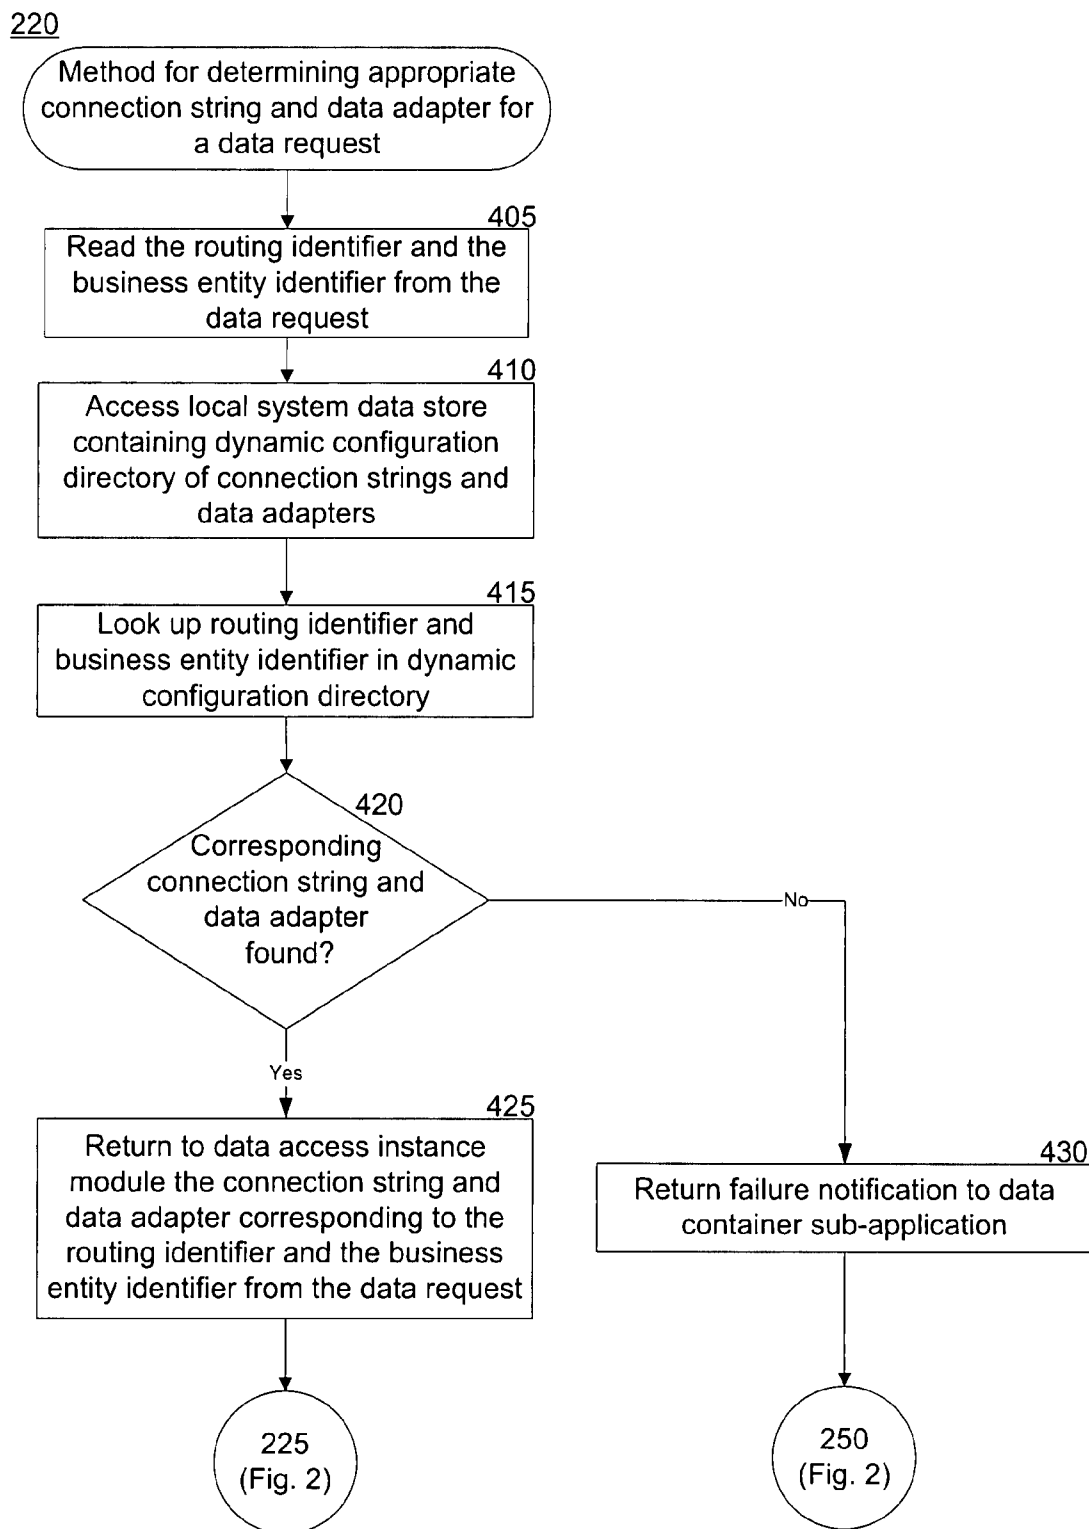 220
Method for determining appropriate
connection string and data adapter for
a data request
405
Read the routing identifier and the
business entity identifier from the
data request
410
Access local system data store
containing dynamic configuration
directory of connection strings and
data adapters
415
Look up routing identifier and
business entity identifier in dynamic
configuration directory
420
Corresponding
connection string and
data adapter
found?
No
Yes
425
Return to data access instance
module the connection string and
data adapter corresponding to the
routing identifier and the business
entity identifier from the data request
430
Return failure notification to data
container sub-application
225
(Fig. 2)
250
(Fig. 2)